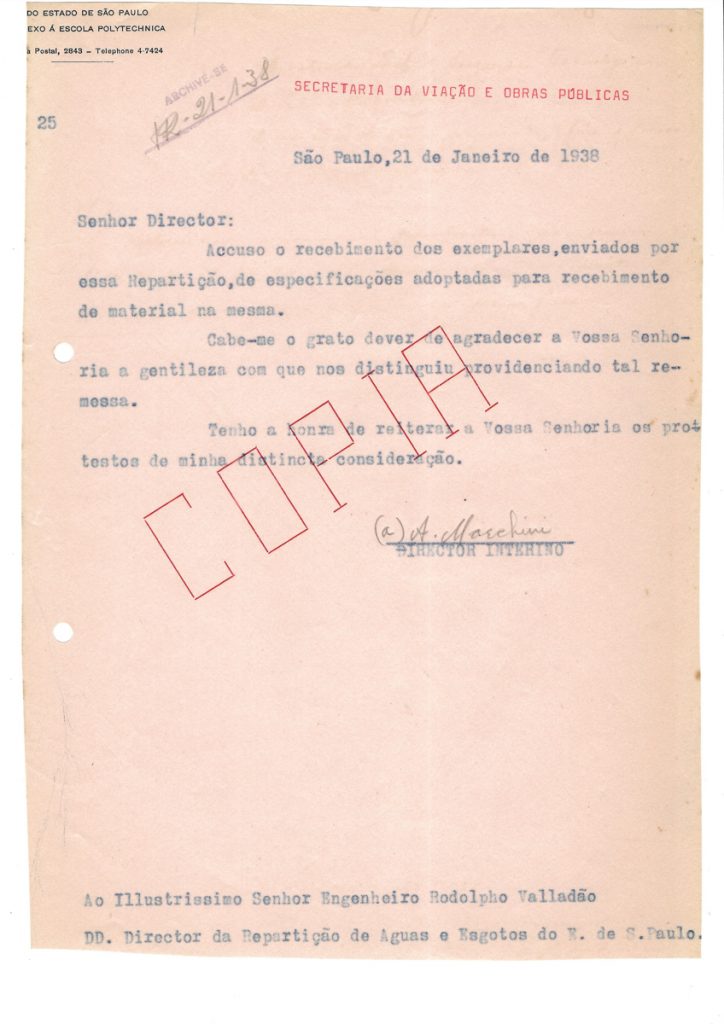 DO ESTADO DE SÃO PAULO
EXO Á ESCOLA POLYTECHNICA
Postal, 2843 – Telephone 4-7424
ARCHIVE-SE
21-1-38
SECRETARIA DA VIAÇÃO E OBRAS PÚBLICAS
25
São Paulo,21 de Janeiro de 1938
Senhor Director:
Accuso o recebimento dos exemplares,enviados por
essa Repartição,de especificações adoptadas para recebimento
de material na mesma.
Cabe-me o grato dever de agradecer a Vossa Senho-
ria a gentileza com que nos distinguiu providenciando tal re-
messa.
Tenho a honra de reiterar a Vossa Senhoria os pro-
testos de minha distincta consideração.
COPIA
(a) A. Maechini
DIRECTOR INTERINO
Ao Illustrissimo Senhor Engenheiro Rodolpho Valladão
DD. Director da Repartição de Aguas e Esgotos do E. de S.Paulo.